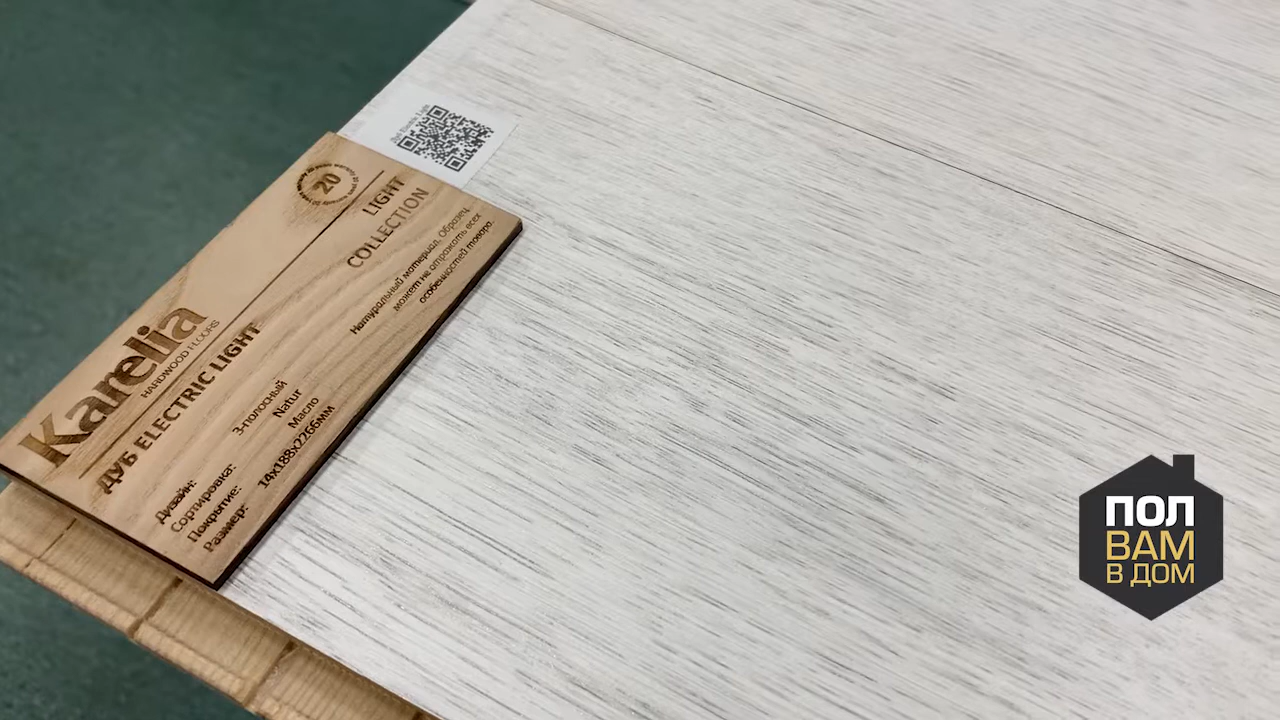 20
Karelia
HARDWOOD FLOORS
ДУБ ELECTRIC LIGHT
LIGHT
COLLECTION
Натуральный материал. Образец
может не отражать всех
особенностей товара.
Дизайн: 3-полосный
Сортировка: Natur
Покрытие: Масло
Размер: 14x188x2266мм
ПОЛ
ВАМ
В ДОМ